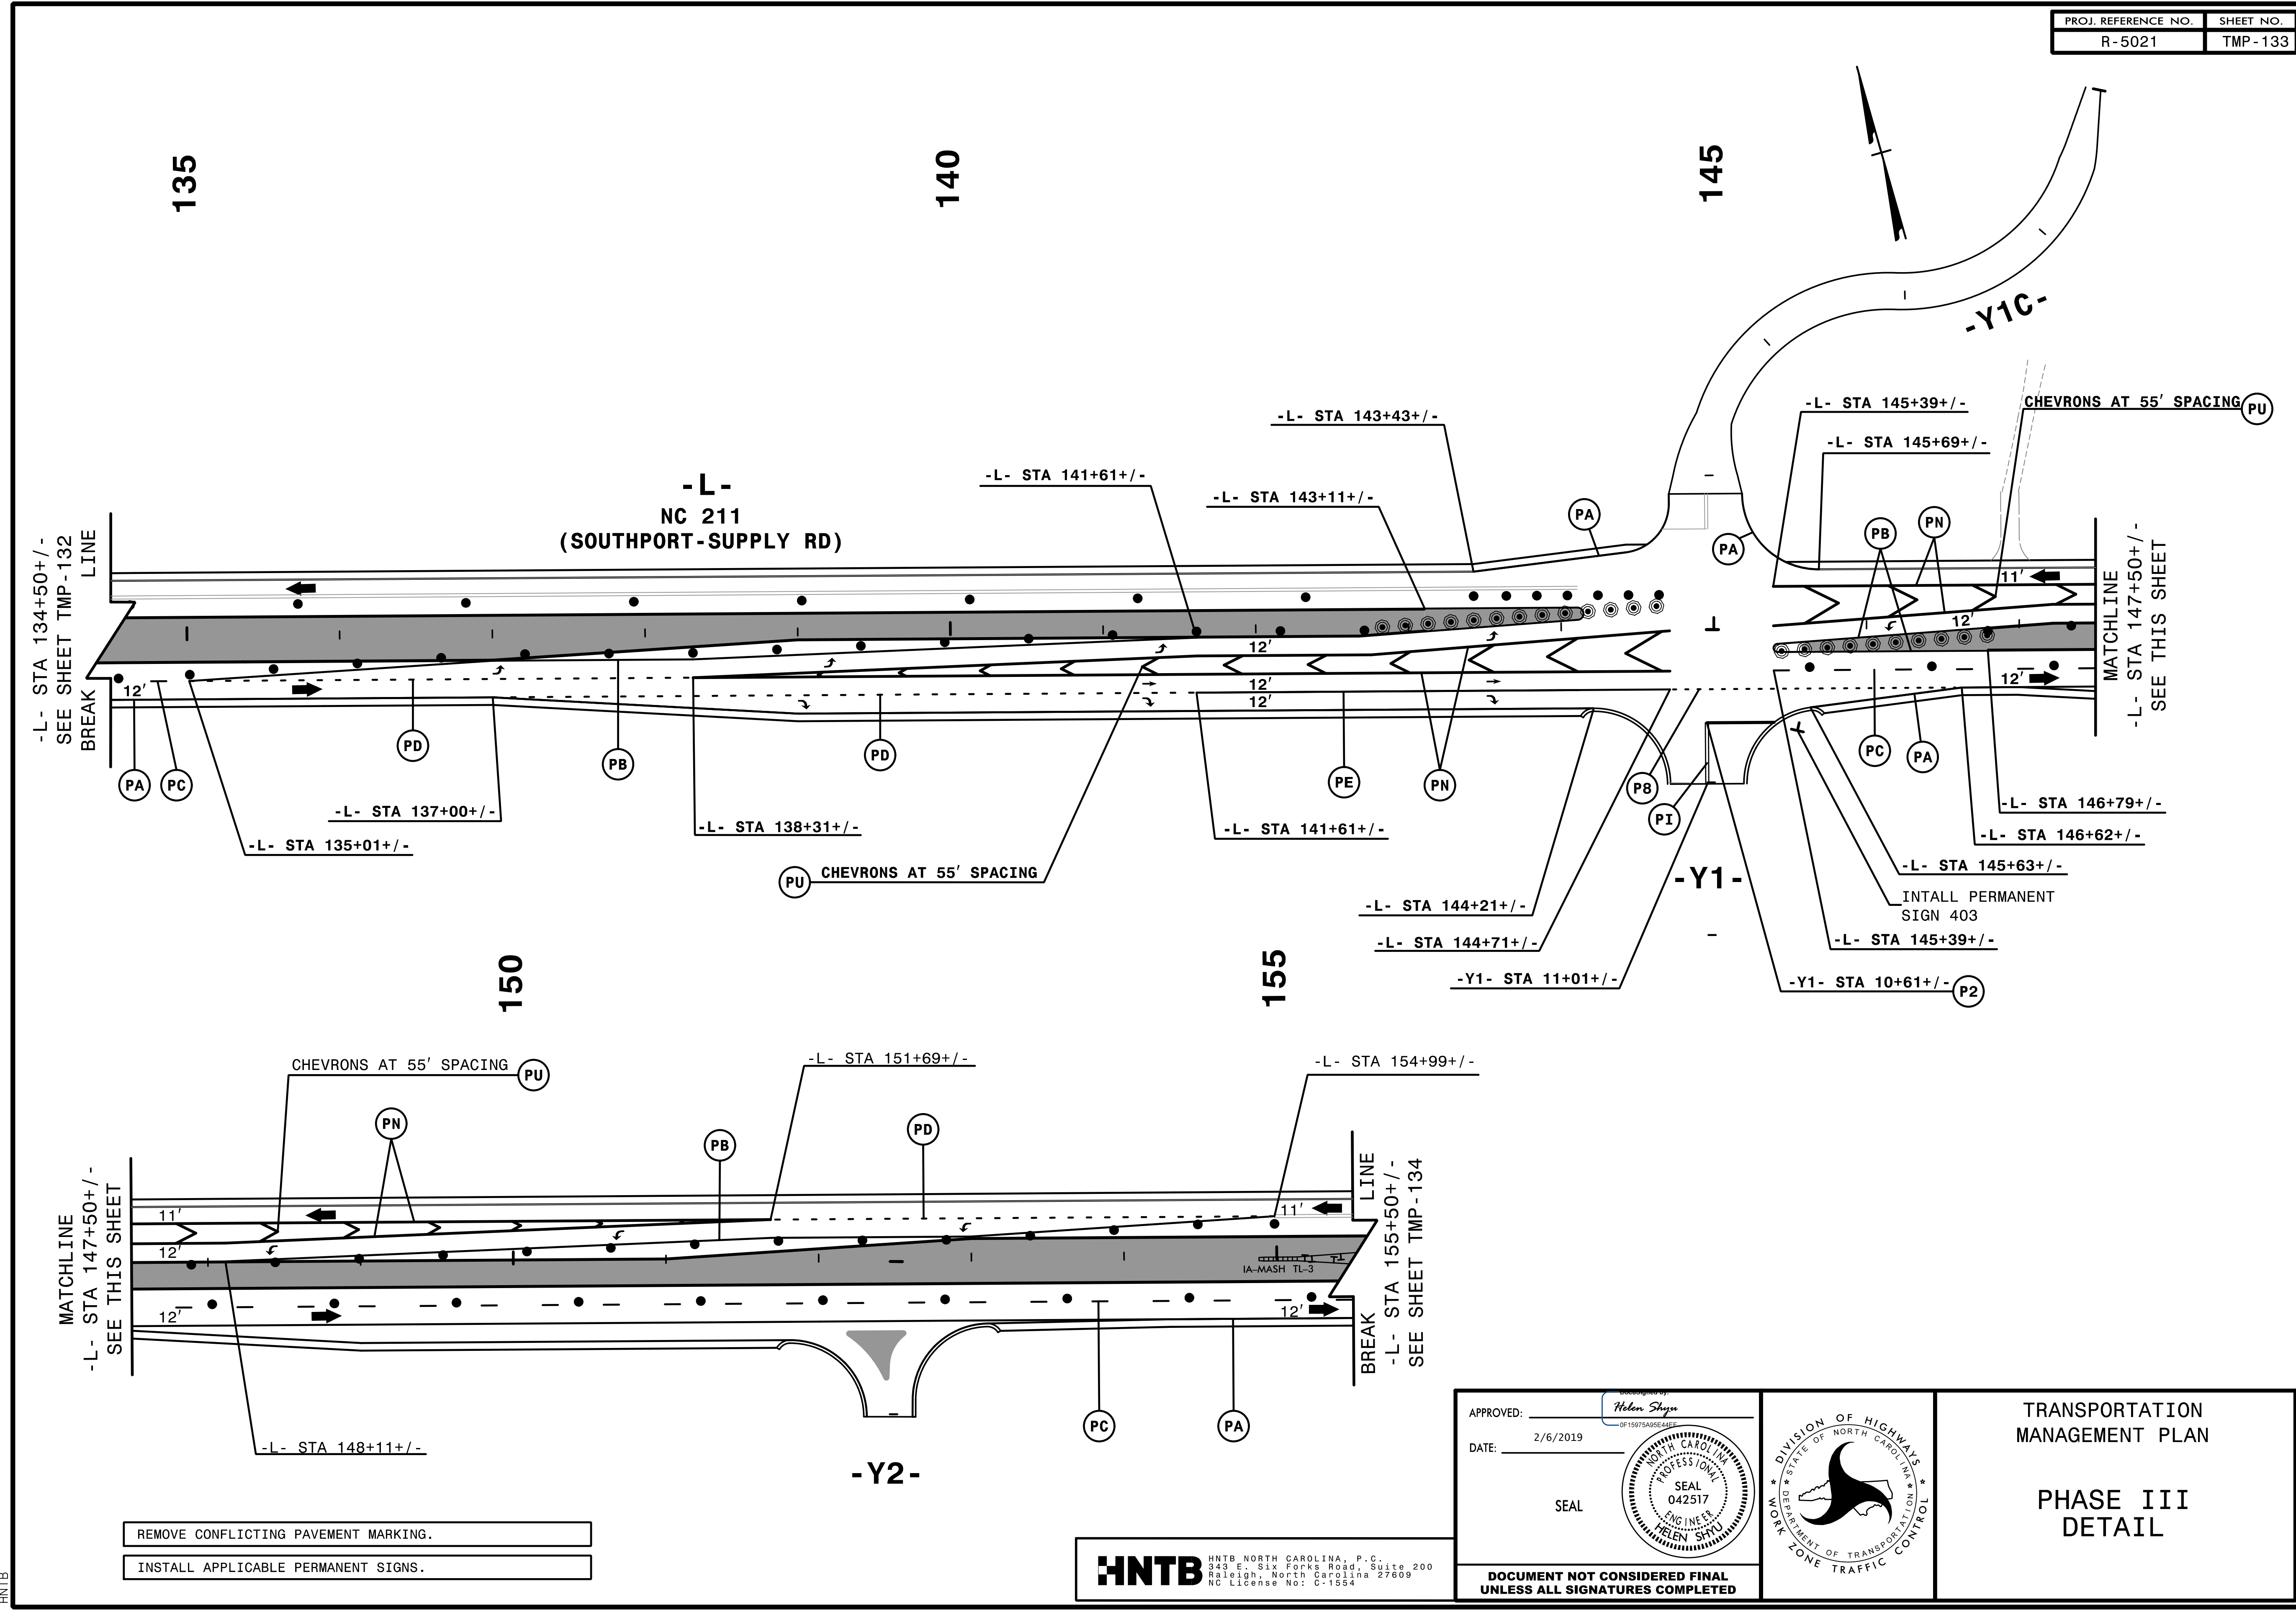 PROJ. REFERENCE NO.
SHEET NO.
R-5021
TMP-133
135
140
145
-Y1C-
-L- STA 143+43+/-
-L- STA 145+39+/-
CHEVRONS AT 55' SPACING
PU
-L- STA 145+69+/-
-L- STA 141+61+/-
-L- STA 143+11+/-
-L-
NC 211
(SOUTHPORT-SUPPLY RD)
PA
PA
PB
PN
-L- STA 134+50+/-
SEE SHEET TMP-132
BREAK LINE
MATCHLINE
-L- STA 147+50+/-
SEE THIS SHEET
11'
12'
12'
12'
12'
12'
12'
PA
PC
PD
PB
PD
PE
PN
P8
PI
PC
PA
-L- STA 137+00+/-
-L- STA 135+01+/-
-L- STA 138+31+/-
-L- STA 141+61+/-
PU
CHEVRONS AT 55' SPACING
-L- STA 146+79+/-
-L- STA 146+62+/-
-L- STA 145+63+/-
INTALL PERMANENT
SIGN 403
-Y1-
-L- STA 144+21+/-
-L- STA 144+71+/-
-L- STA 145+39+/-
-Y1- STA 11+01+/-
-Y1- STA 10+61+/-
P2
150
155
CHEVRONS AT 55' SPACING
PU
-L- STA 151+69+/-
-L- STA 154+99+/-
PN
PB
PD
MATCHLINE
-L- STA 147+50+/-
SEE THIS SHEET
11'
12'
12'
11'
12'
IA-MASH TL-3
BREAK LINE
-L- STA 155+50+/-
SEE SHEET TMP-134
-L- STA 148+11+/-
PC
PA
-Y2-
REMOVE CONFLICTING PAVEMENT MARKING.
INSTALL APPLICABLE PERMANENT SIGNS.
HNTB
HNTB
HNTB NORTH CAROLINA, P.C.
343 E. Six Forks Road, Suite 200
Raleigh, North Carolina 27609
NC License No: C-1554
DocuSigned by:
APPROVED:
Helen Shyu
0F15975A95E44EF...
DATE:
2/6/2019
SEAL
NORTH CAROLINA
PROFESSIONAL
SEAL
042517
ENGINEER
HELEN SHYU
DOCUMENT NOT CONSIDERED FINAL
UNLESS ALL SIGNATURES COMPLETED
DIVISION OF HIGHWAYS
STATE OF NORTH CAROLINA
DEPARTMENT OF TRANSPORTATION
WORK ZONE TRAFFIC CONTROL
TRANSPORTATION
MANAGEMENT PLAN
PHASE III
DETAIL